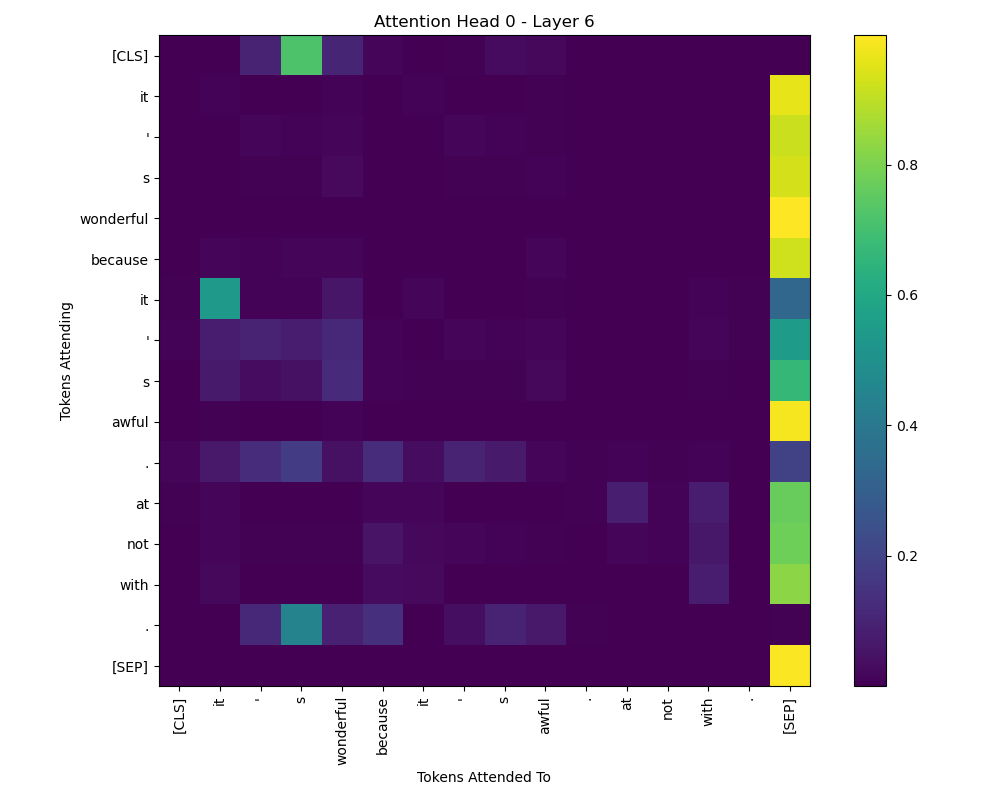 Attention Head 0 - Layer 6
Tokens Attending
[CLS]
it
'
s
wonderful
because
it
'
s
awful
.
at
not
with
.
[SEP]
[CLS]
it
'
s
wonderful
because
it
'
s
awful
.
at
not
with
.
[SEP]
Tokens Attended To
0.8
0.6
0.4
0.2